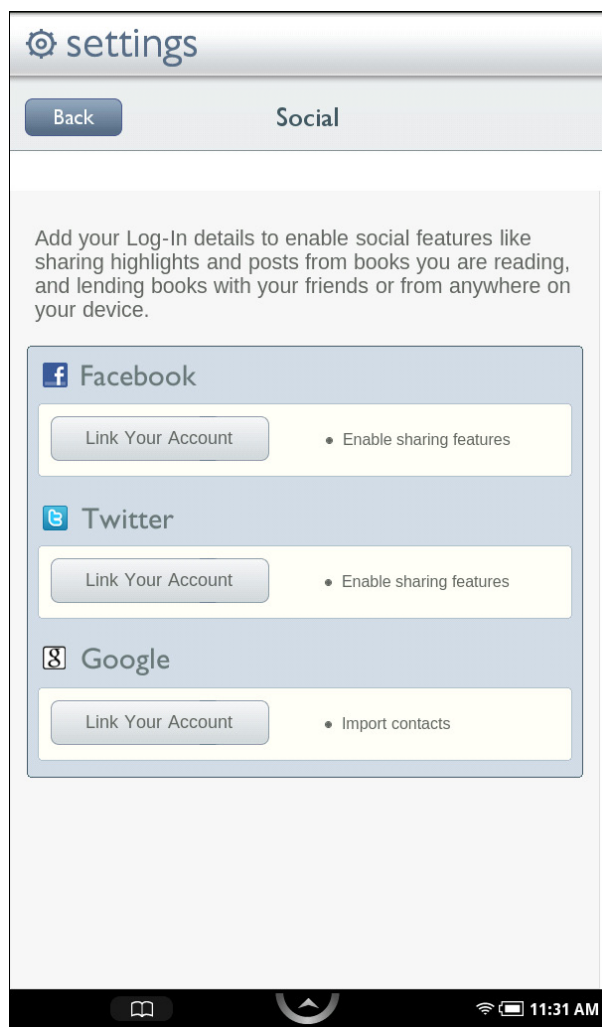 settings
Back
Social
Add your Log-In details to enable social features like
sharing highlights and posts from books you are reading,
and lending books with your friends or from anywhere on
your device.
Facebook
Link Your Account • Enable sharing features
Twitter
Link Your Account • Enable sharing features
Google
Link Your Account • Import contacts
11:31 AM